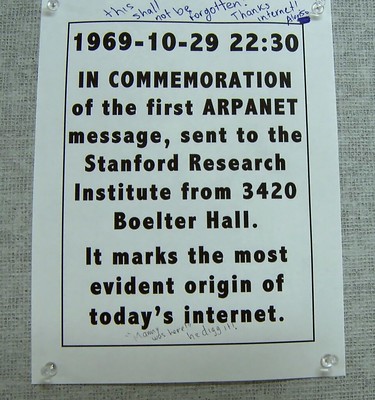 this shall not be forgotten. Thanks internet!
1969-10-29 22:30
IN COMMEMORATION
of the first ARPANET
message, sent to the
Stanford Research
Institute from 3420
Boelter Hall.
It marks the most
evident origin of
today's internet.
was here
he digg it!